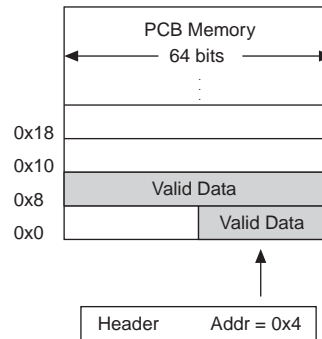 PCB Memory
64 bits
0x18
0x10
Valid Data
0x8
Valid Data
0x0
Header Addr = 0x4